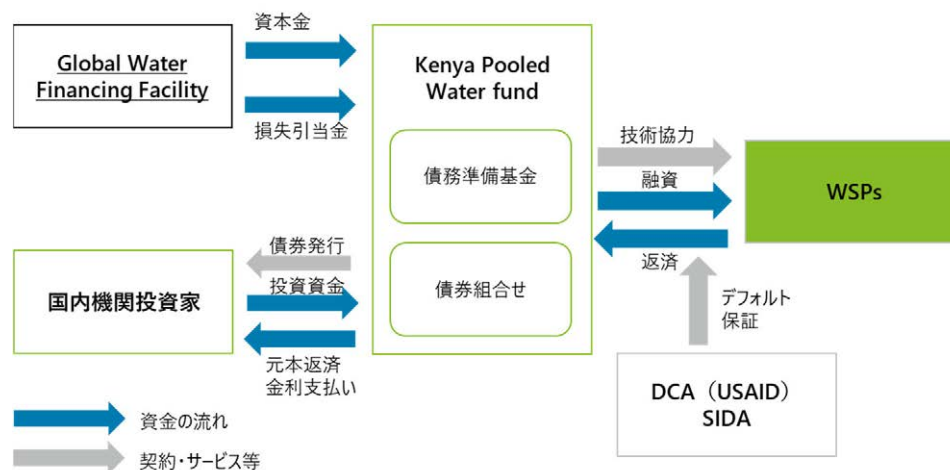 資本金
Global Water
Financing Facility
損失引当金
Kenya Pooled
Water fund
債務準備基金
債券組合せ
技術協力
融資
返済
WSPs
債券発行
投資資金
元本返済
金利支払い
国内機関投資家
デフォルト
保証
DCA（USAID）
SIDA
資金の流れ
契約・サービス等